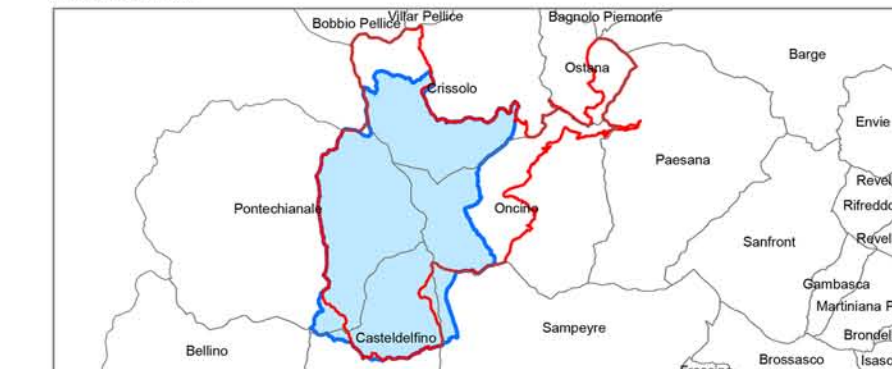 Villar Pellice
Bobbio Pellice
Bagnolo Piemonte
Barge
Ostana
Crissolo
Envie
Paesana
Revel
Rifreddo
Pontechianale
Oncino
Revel
Sanfront
Gambasca
Martiniana P
Sampeyre
Brondel
Casteldelfino
Bellino
Brossasco
Isasc